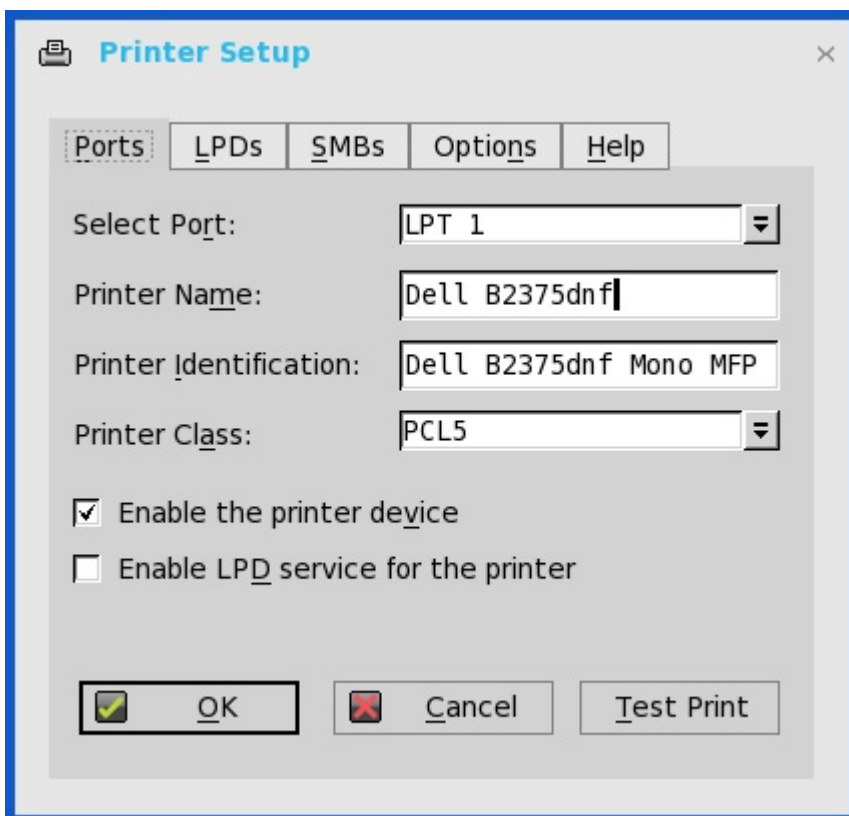 Printer Setup
Ports LPDs SMBs Options Help
Select Port: LPT 1
Printer Name: Dell B2375dnf
Printer Identification: Dell B2375dnf Mono MFP
Printer Class: PCL5
Enable the printer device
Enable LPD service for the printer
OK Cancel Test Print